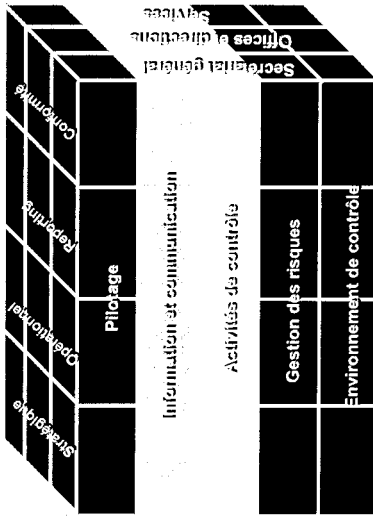 Stratégique
Opérationnel
Reporting
Conformité
Pilotage
Information et communication
Activités de contrôle
Gestion des risques
Environnement de contrôle
Secrétariat général
Offices et directions
Services